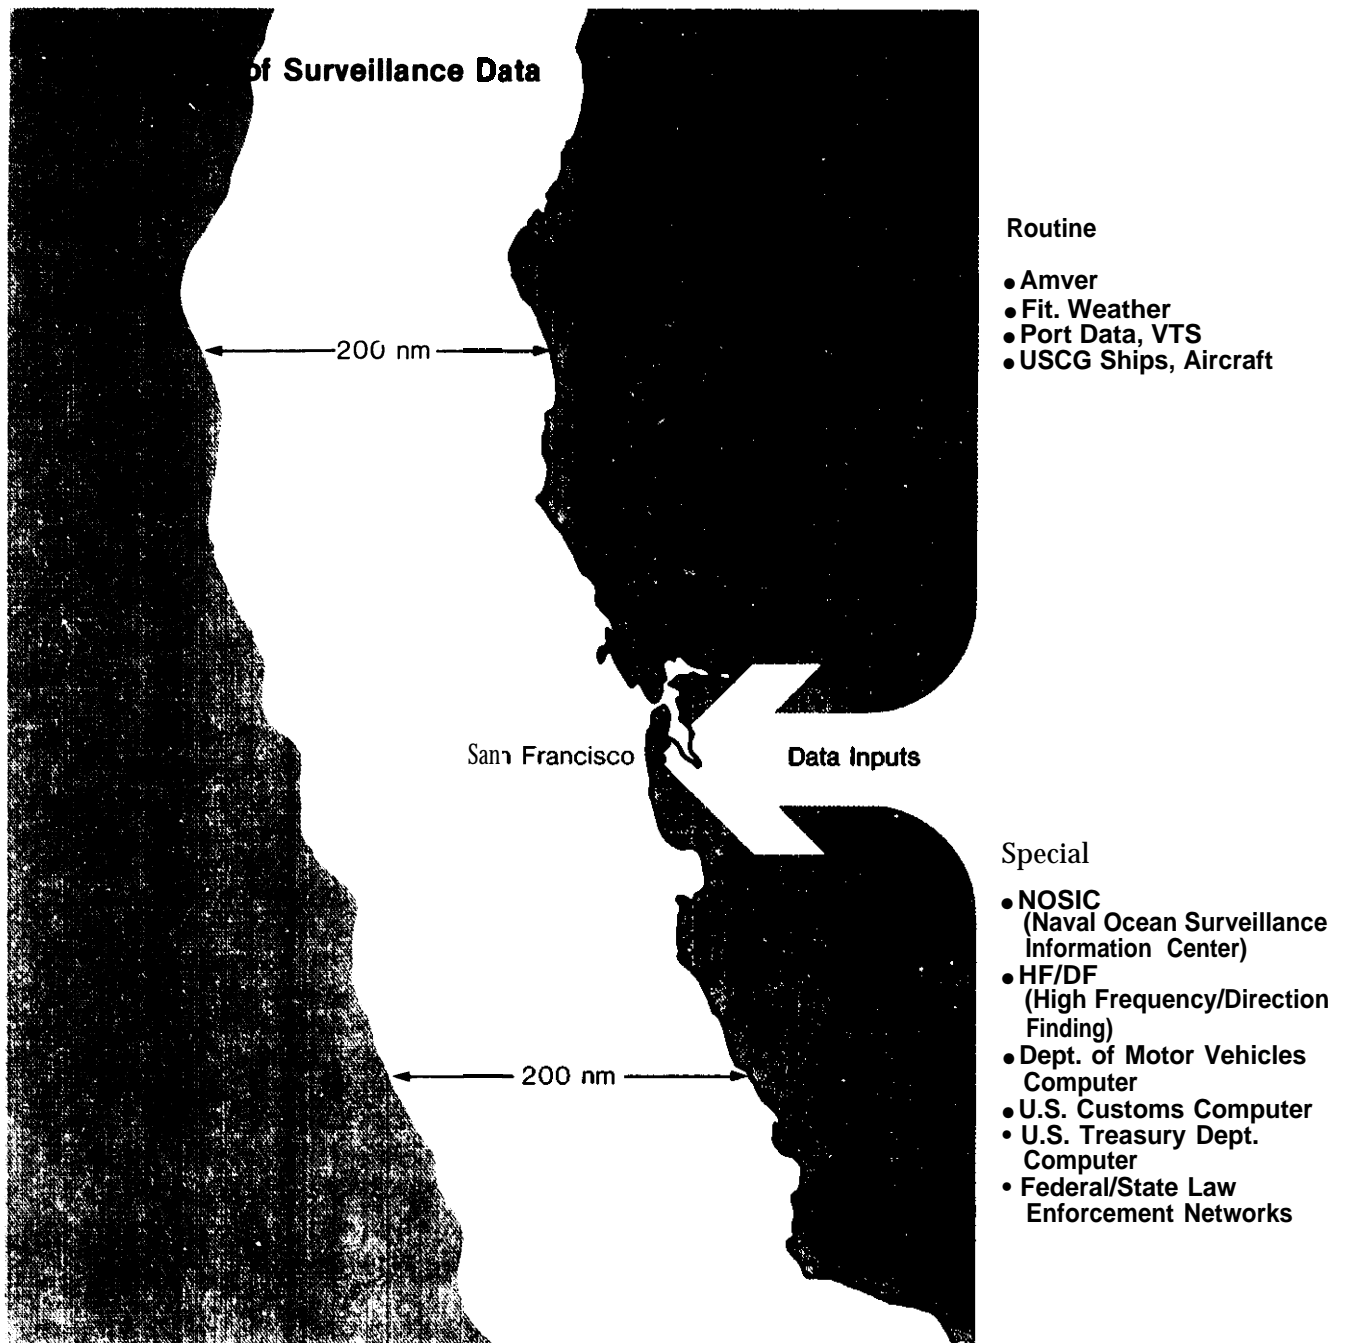 of Surveillance Data
Routine
● Amver
● Fit. Weather
● Port Data, VTS
● USCG Ships, Aircraft
200 nm
Sann Francisco
Data Inputs
Special
● NOSIC
(Naval Ocean Surveillance
Information Center)
● HF/DF
(High Frequency/Direction
Finding)
● Dept. of Motor Vehicles
Computer
● U.S. Customs Computer
• U.S. Treasury Dept.
Computer
• Federal/State Law
Enforcement Networks
200 nm